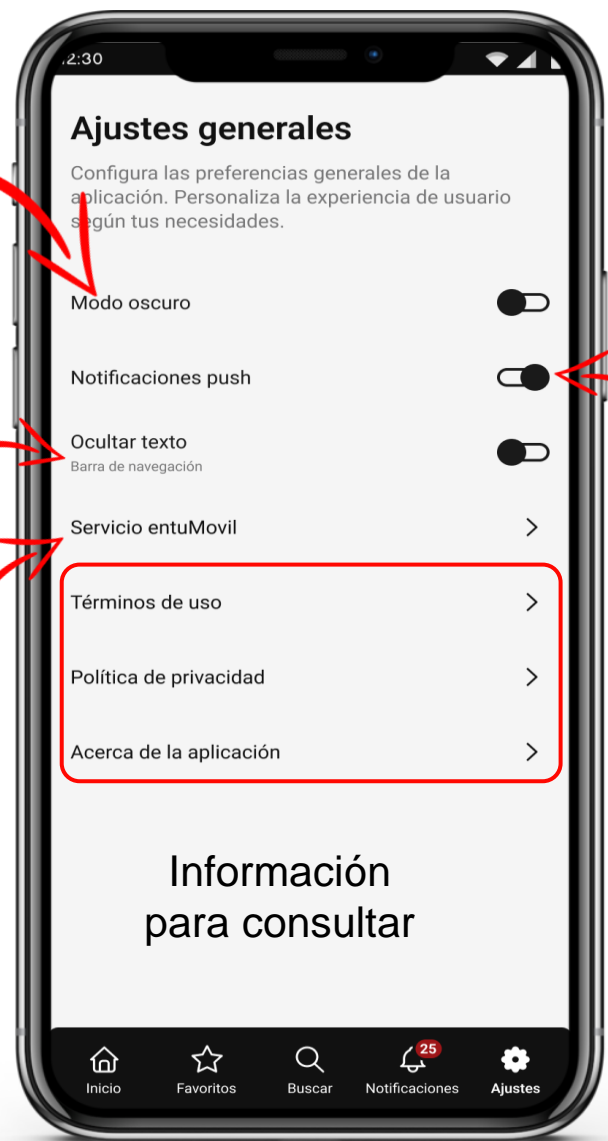 12:30
Ajustes generales
Configura las preferencias generales de la
aplicación. Personaliza la experiencia de usuario
según tus necesidades.
Modo oscuro
Notificaciones push
Ocultar texto
Barra de navegación
Servicio entuMovil
Términos de uso
Política de privacidad
Acerca de la aplicación
Información
para consultar
25
Inicio
Favoritos
Buscar
Notificaciones
Ajustes